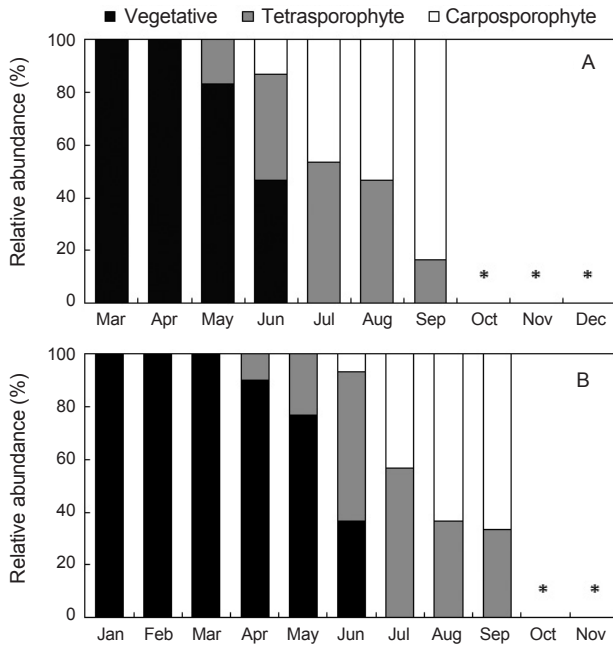 Vegetative Tetrasporophyte Carposporophyte
A
Relative abundance (%)
100
80
60
40
20
0
* * *
Mar Apr May Jun Jul Aug Sep Oct Nov Dec
B
Relative abundance (%)
100
80
60
40
20
0
* *
Jan Feb Mar Apr May Jun Jul Aug Sep Oct Nov